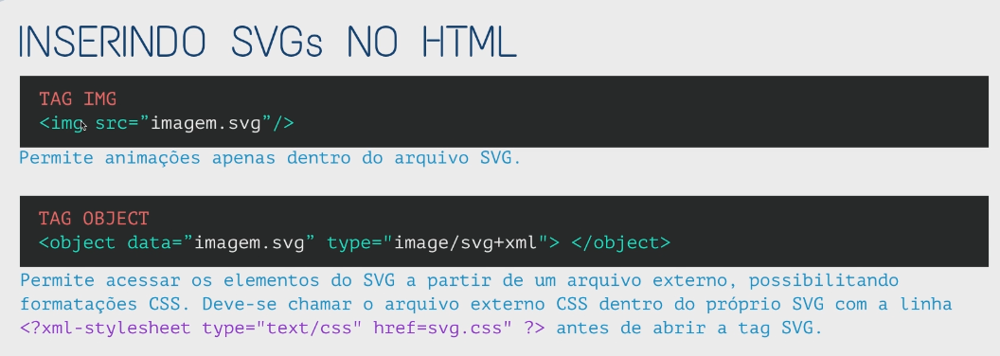 INSERINDO SVGs NO HTML
TAG IMG
<img src=”imagem.svg”/>
Permite animações apenas dentro do arquivo SVG.
TAG OBJECT
<object data=”imagem.svg” type="image/svg+xml"> </object>
Permite acessar os elementos do SVG a partir de um arquivo externo, possibilitando
formatações CSS. Deve-se chamar o arquivo externo CSS dentro do próprio SVG com a linha
<?xml-stylesheet type="text/css" href=svg.css" ?> antes de abrir a tag SVG.